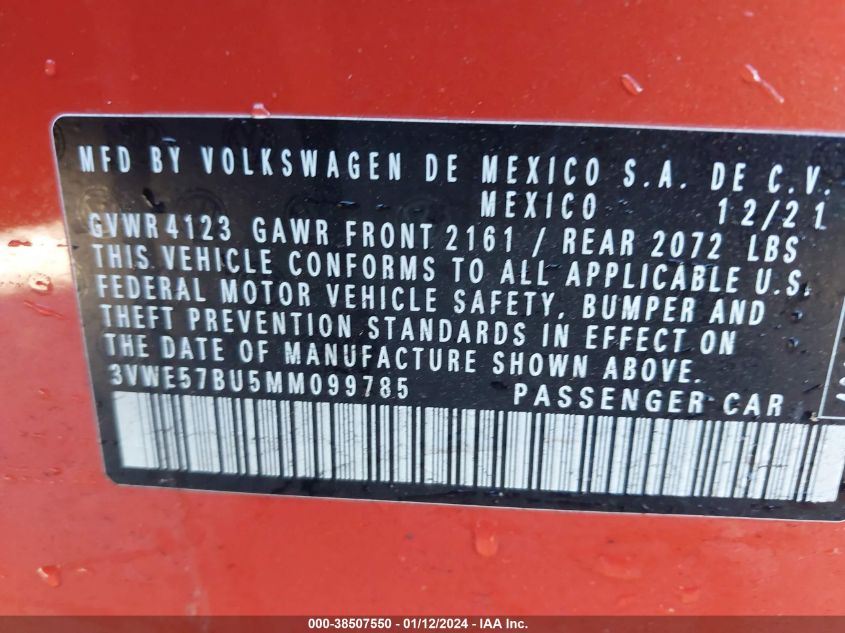 MFD BY VOLKSWAGEN DE MEXICO S.A. DE C.V.
MEXICO 12/21
GVWR 4123 GAWR FRONT 2161 / REAR 2072 LBS
THIS VEHICLE CONFORMS TO ALL APPLICABLE U.S.
FEDERAL MOTOR VEHICLE SAFETY, BUMPER AND
THEFT PREVENTION STANDARDS IN EFFECT ON
THE DATE OF MANUFACTURE SHOWN ABOVE.
3VWE57BU5MM099785 PASSENGER CAR
000-38507550 - 01/12/2024 - IAA Inc.